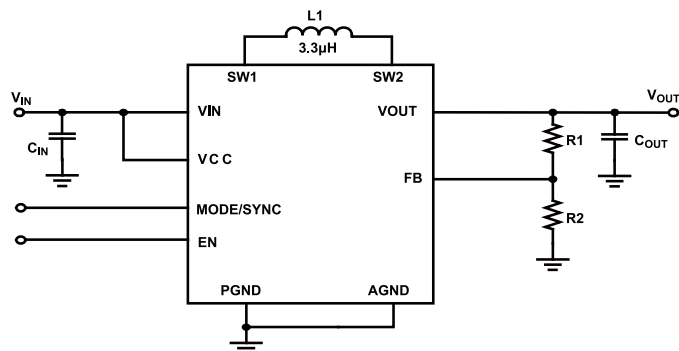 L1
3.3µH
SW1 SW2
VIN
VIN
VOUT
VOUT
R1
COUT
CIN
VCC
FB
MODE/SYNC
R2
EN
PGND AGND